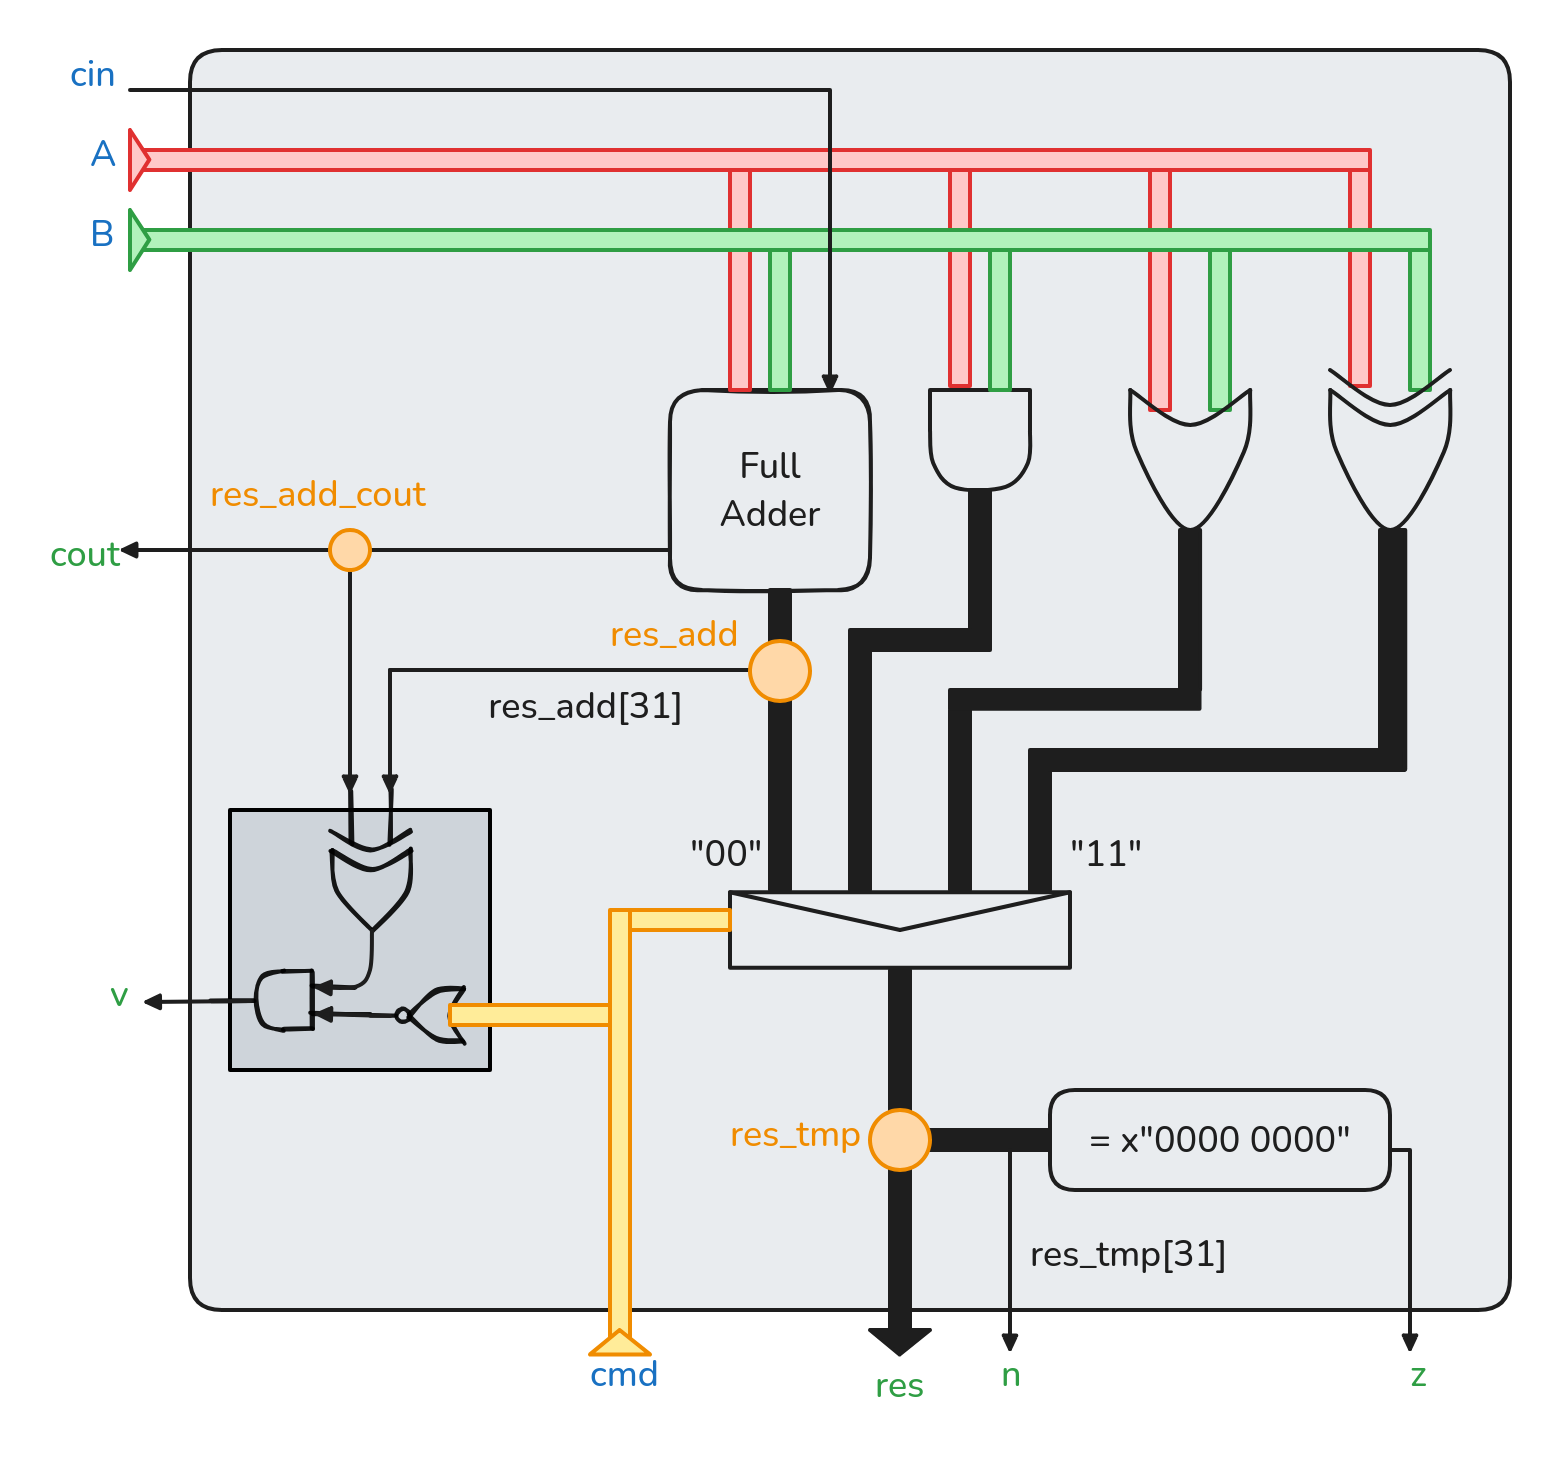 cin
A
B
Full
Adder
res_add_cout
cout
res_add
res_add[31]
"00"
"11"
v
res_tmp
= x"0000 0000"
res_tmp[31]
cmd
res
n
z